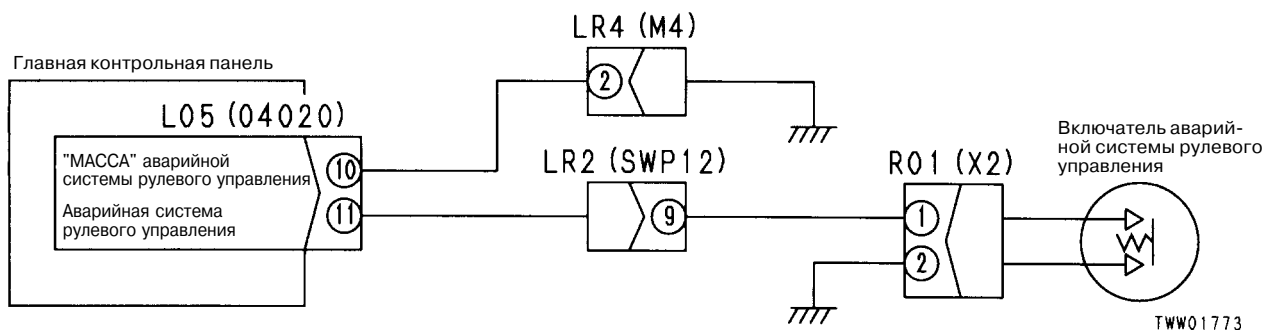 LR4 (M4)
Главная контрольная панель
2
L05 (04020)
"МАССА" аварийной
системы рулевого управления
10
Аварийная система
рулевого управления
11
LR2 (SWP12)
9
R01 (X2)
1
2
Включатель аварий-
ной системы рулевого
управления
TWW01773